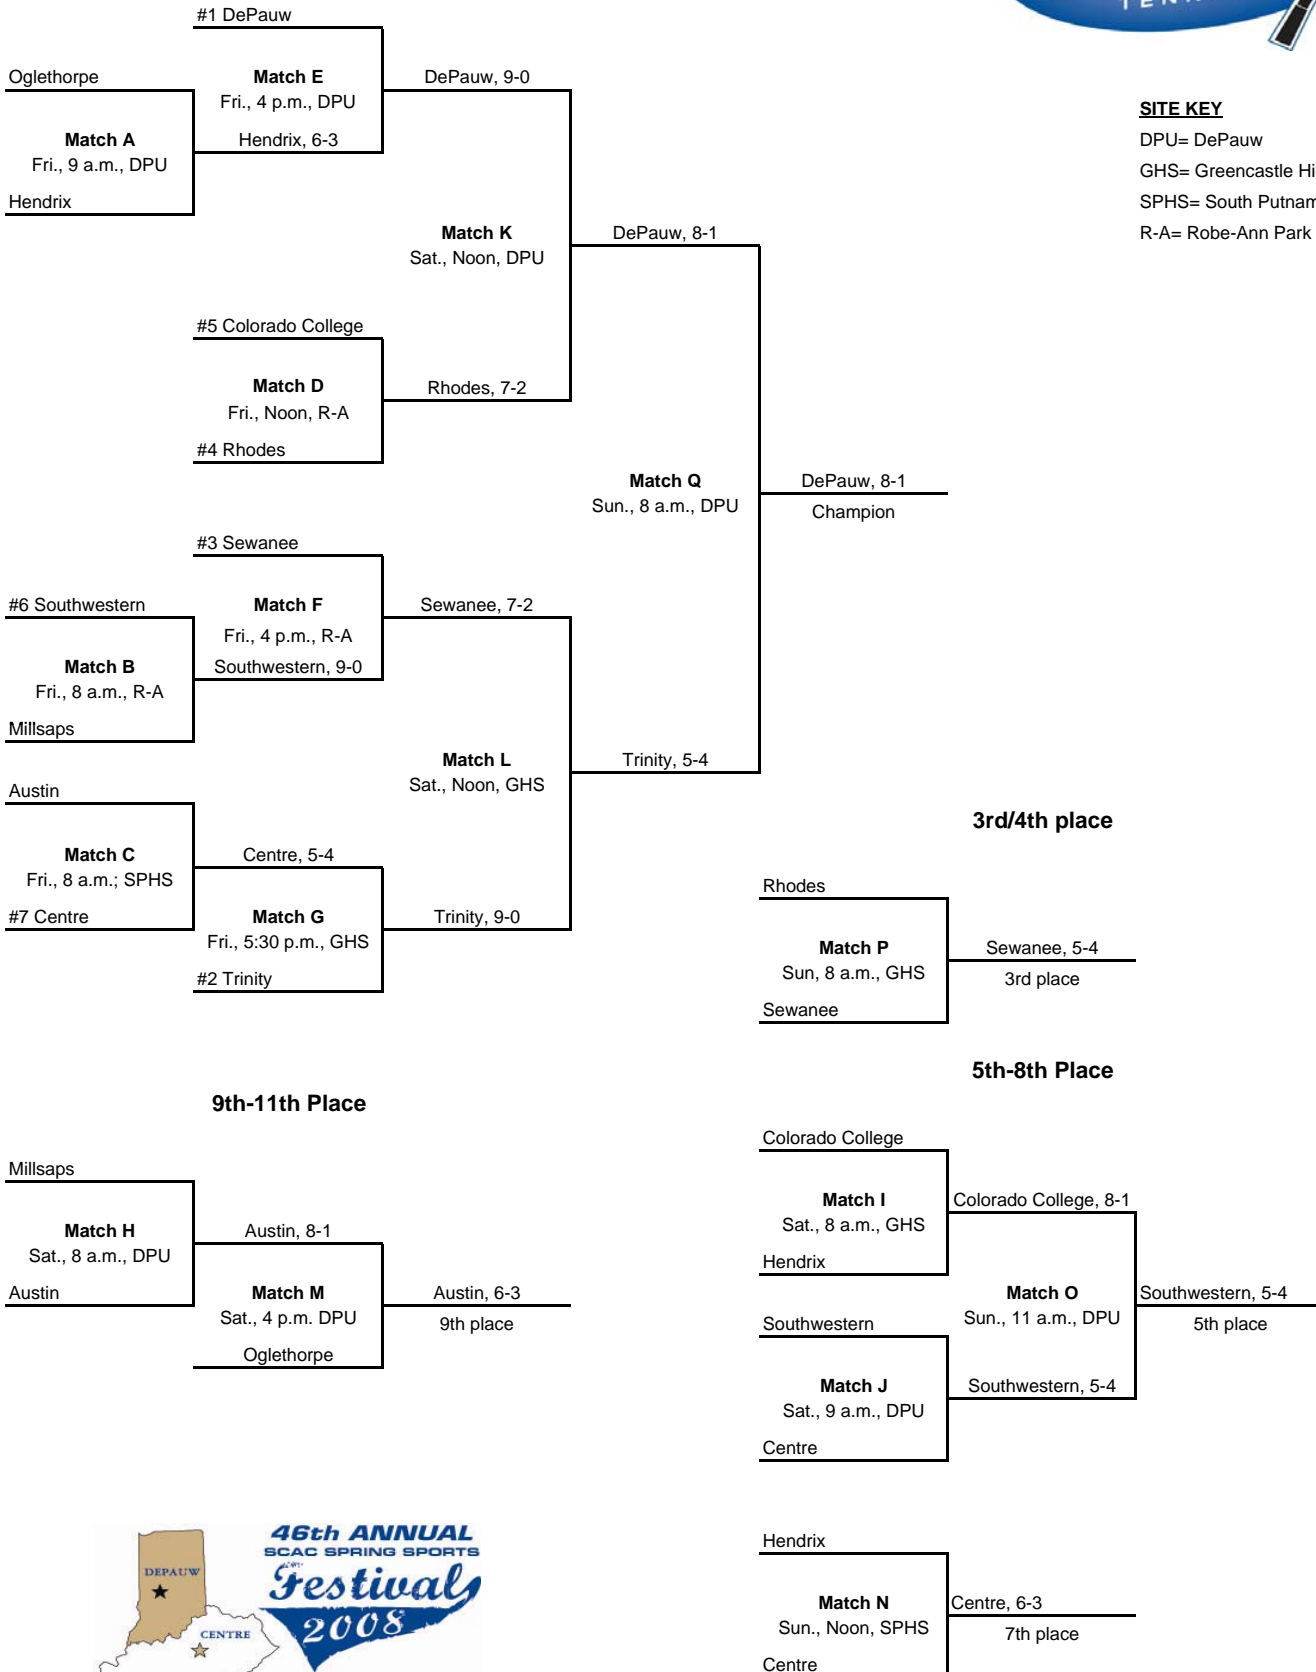 TENN
#1 DePauw
Oglethorpe
Match E
DePauw, 9-0
Fri., 4 p.m., DPU
SITE KEY
Match A
Hendrix, 6-3
DPU= DePauw
Fri., 9 a.m., DPU
GHS= Greencastle Hi
Hendrix
SPHS= South Putnam
Match K
DePauw, 8-1
R-A= Robe-Ann Park
Sat., Noon, DPU
#5 Colorado College
Match D
Rhodes, 7-2
Fri., Noon, R-A
#4 Rhodes
Match Q
DePauw, 8-1
Sun., 8 a.m., DPU
Champion
#3 Sewanee
#6 Southwestern
Match F
Sewanee, 7-2
Fri., 4 p.m., R-A
Match B
Southwestern, 9-0
Fri., 8 a.m., R-A
Millsaps
Match L
Trinity, 5-4
Sat., Noon, GHS
Austin
3rd/4th place
Match C
Centre, 5-4
Fri., 8 a.m.; SPHS
Rhodes
#7 Centre
Match G
Trinity, 9-0
Fri., 5:30 p.m., GHS
Match P
Sewanee, 5-4
Sun, 8 a.m., GHS
#2 Trinity
3rd place
Sewanee
5th-8th Place
9th-11th Place
Colorado College
Millsaps
Match I
Colorado College, 8-1
Sat., 8 a.m., GHS
Match H
Austin, 8-1
Sat., 8 a.m., DPU
Hendrix
Austin
Match M
Austin, 6-3
Match O
Southwestern, 5-4
Sat., 4 p.m. DPU
9th place
Southwestern
Sun., 11 a.m., DPU
5th place
Oglethorpe
Match J
Southwestern, 5-4
Sat., 9 a.m., DPU
Centre
46th ANNUAL
SCAC SPRING SPORTS
Festival
2008
DEPAUW
CENTRE
Hendrix
Match N
Centre, 6-3
Sun., Noon, SPHS
7th place
Centre